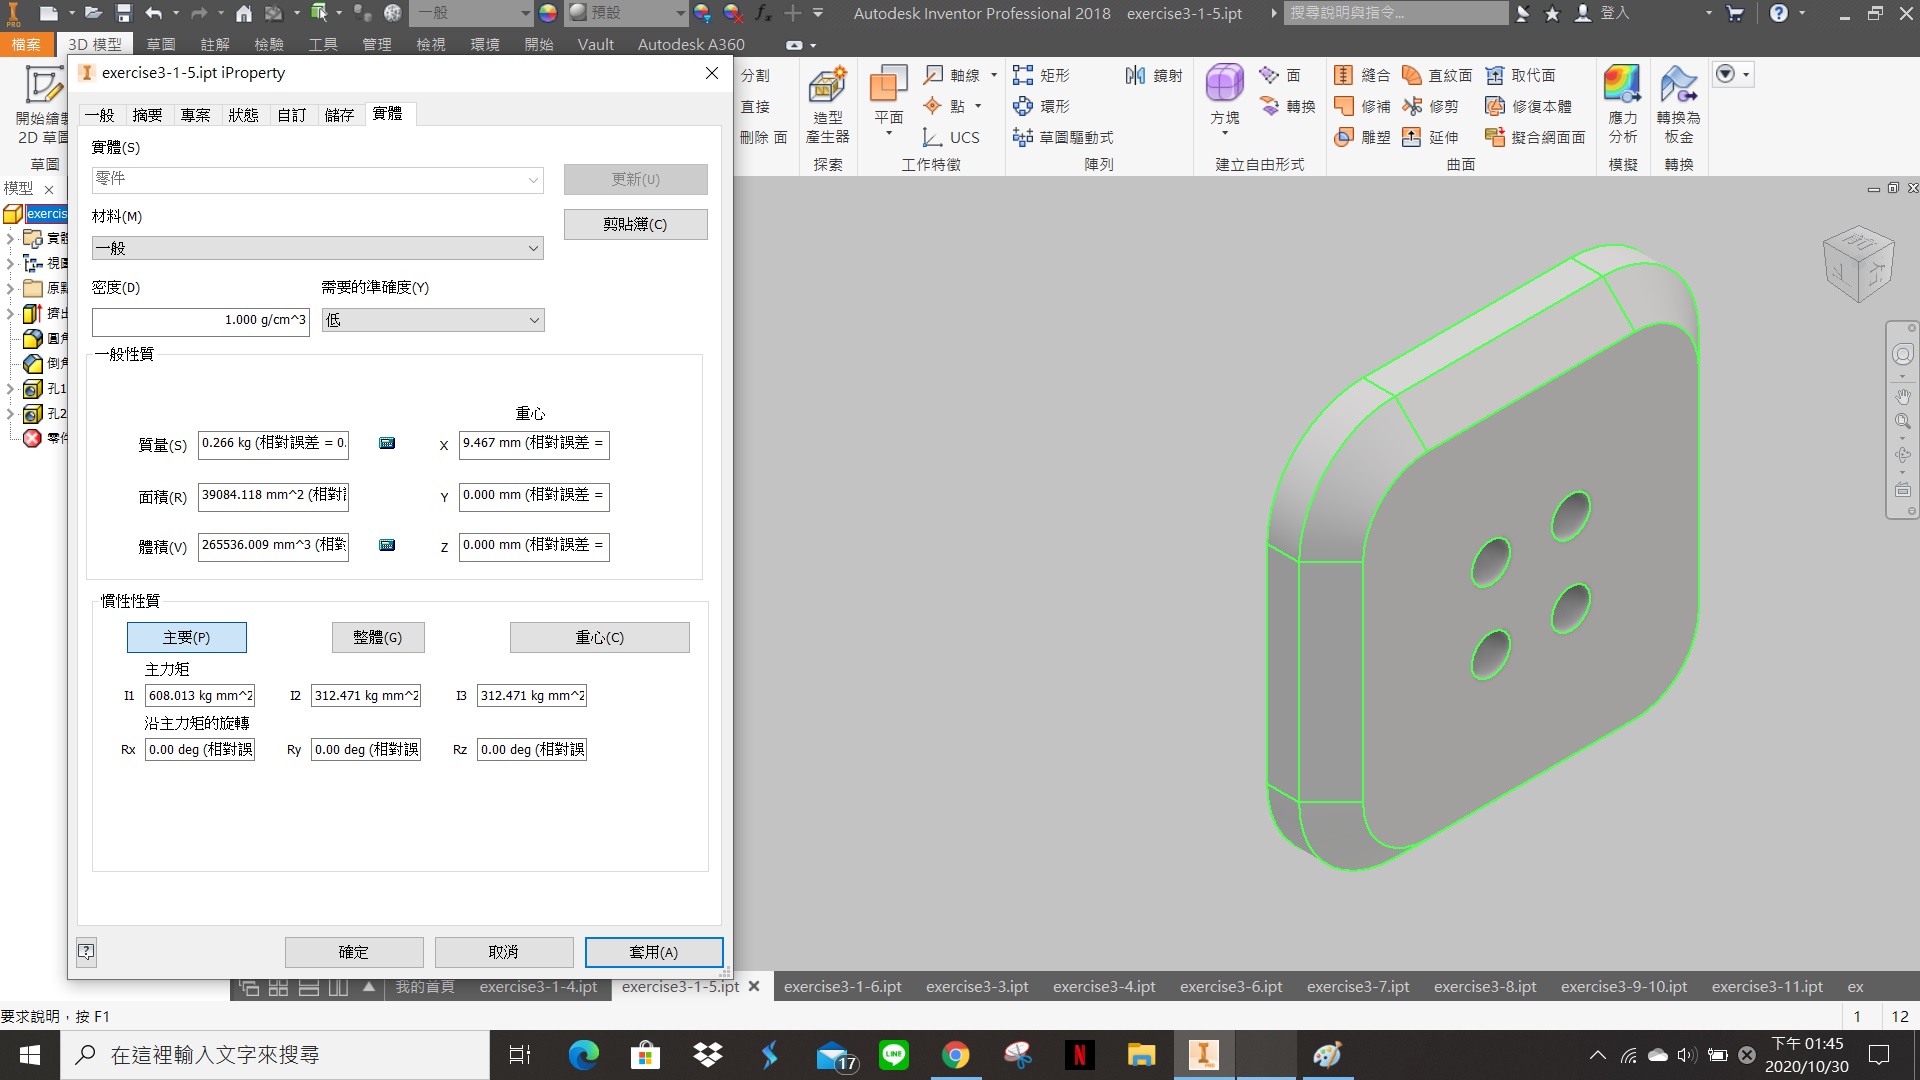 一般
預設
Autodesk Inventor Professional 2018 exercise3-1-5.ipt
搜尋說明與指令...
登入
檔案
3D 模型
草圖
註解
檢驗
工具
管理
檢視
環境
開始
Vault
Autodesk A360
開始繪製
2D 草圖
草圖
分割
直接
刪除 面
造型
產生器
探索
平面
軸線
點
UCS
工作特徵
矩形
環形
草圖驅動式
鏡射
陣列
方塊
面
轉換
建立自由形式
縫合
修補
雕塑
直紋面
修剪
延伸
取代面
修復本體
擬合網面面
曲面
應力
分析
模擬
轉換為
板金
轉換
模型
exercis
實體
視圖
原點
擠出
圓角
倒角
孔1
孔2
零件
exercise3-1-5.ipt iProperty
一般
摘要
專案
狀態
自訂
儲存
實體
實體(S)
零件
更新(U)
材料(M)
剪貼簿(C)
一般
密度(D)
需要的準確度(Y)
1.000 g/cm^3
低
一般性質
重心
質量(S)
0.266 kg (相對誤差 = 0.
X
9.467 mm (相對誤差 =
面積(R)
39084.118 mm^2 (相對
Y
0.000 mm (相對誤差 =
體積(V)
265536.009 mm^3 (相對
Z
0.000 mm (相對誤差 =
慣性性質
主要(P)
整體(G)
重心(C)
主力矩
I1
608.013 kg mm^2
I2
312.471 kg mm^2
I3
312.471 kg mm^2
沿主力矩的旋轉
Rx
0.00 deg (相對誤
Ry
0.00 deg (相對誤
Rz
0.00 deg (相對誤
確定
取消
套用(A)
我的首頁
exercise3-1-4.ipt
exercise3-1-5.ipt
exercise3-1-6.ipt
exercise3-3.ipt
exercise3-4.ipt
exercise3-6.ipt
exercise3-7.ipt
exercise3-8.ipt
exercise3-9-10.ipt
exercise3-11.ipt
ex
要求說明，按 F1
1
12
在這裡輸入文字來搜尋
17
下午 01:45
2020/10/30